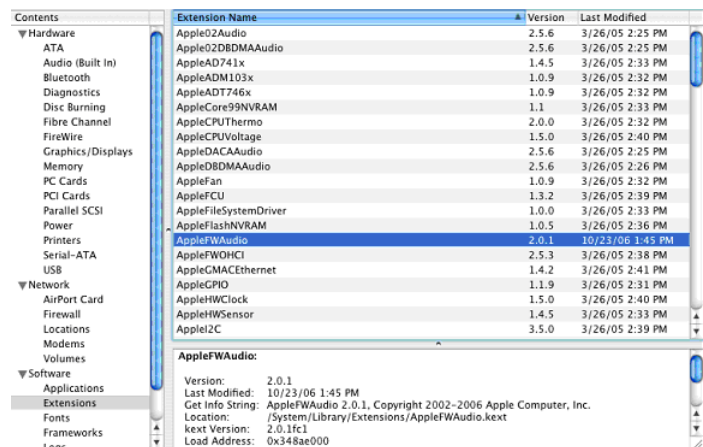 Contents
Hardware
ATA
Audio (Built In)
Bluetooth
Diagnostics
Disc Burning
Fibre Channel
FireWire
Graphics/Displays
Memory
PC Cards
PCI Cards
Parallel SCSI
Power
Printers
Serial-ATA
USB
Network
AirPort Card
Firewall
Locations
Modems
Volumes
Software
Applications
Extensions
Fonts
Frameworks
Logs
Extension Name Version Last Modified
Apple02Audio 2.5.6 3/26/05 2:25 PM
Apple02DBDMAAudio 2.5.6 3/26/05 2:25 PM
AppleAD741x 1.4.5 3/26/05 2:33 PM
AppleADM103x 1.0.9 3/26/05 2:32 PM
AppleADT746x 1.0.9 3/26/05 2:32 PM
AppleCore99NVRAM 1.1 3/26/05 2:33 PM
AppleCPUThermo 2.0.0 3/26/05 2:32 PM
AppleCPUVoltage 1.5.0 3/26/05 2:40 PM
AppleDACAAudio 2.5.6 3/26/05 2:25 PM
AppleDBDMAAudio 2.5.6 3/26/05 2:26 PM
AppleFan 1.0.9 3/26/05 2:32 PM
AppleFCU 1.3.2 3/26/05 2:39 PM
AppleFileSystemDriver 1.0.0 3/26/05 2:33 PM
AppleFlashNVRAM 1.0.5 3/26/05 2:36 PM
AppleFWAudio 2.0.1 10/23/06 1:45 PM
AppleFWOHCI 2.5.3 3/26/05 2:38 PM
AppleGMACEthernet 1.4.2 3/26/05 2:41 PM
AppleGPIO 1.1.9 3/26/05 2:31 PM
AppleHWClock 1.5.0 3/26/05 2:40 PM
AppleHWSensor 1.4.5 3/26/05 2:33 PM
AppleI2C 3.5.0 3/26/05 2:39 PM
AppleFWAudio:
Version: 2.0.1
Last Modified: 10/23/06 1:45 PM
Get Info String: AppleFWAudio 2.0.1, Copyright 2002-2006 Apple Computer, Inc.
Location: /System/Library/Extensions/AppleFWAudio.kext
kext Version: 2.0.1fc1
Load Address: 0x348ae000